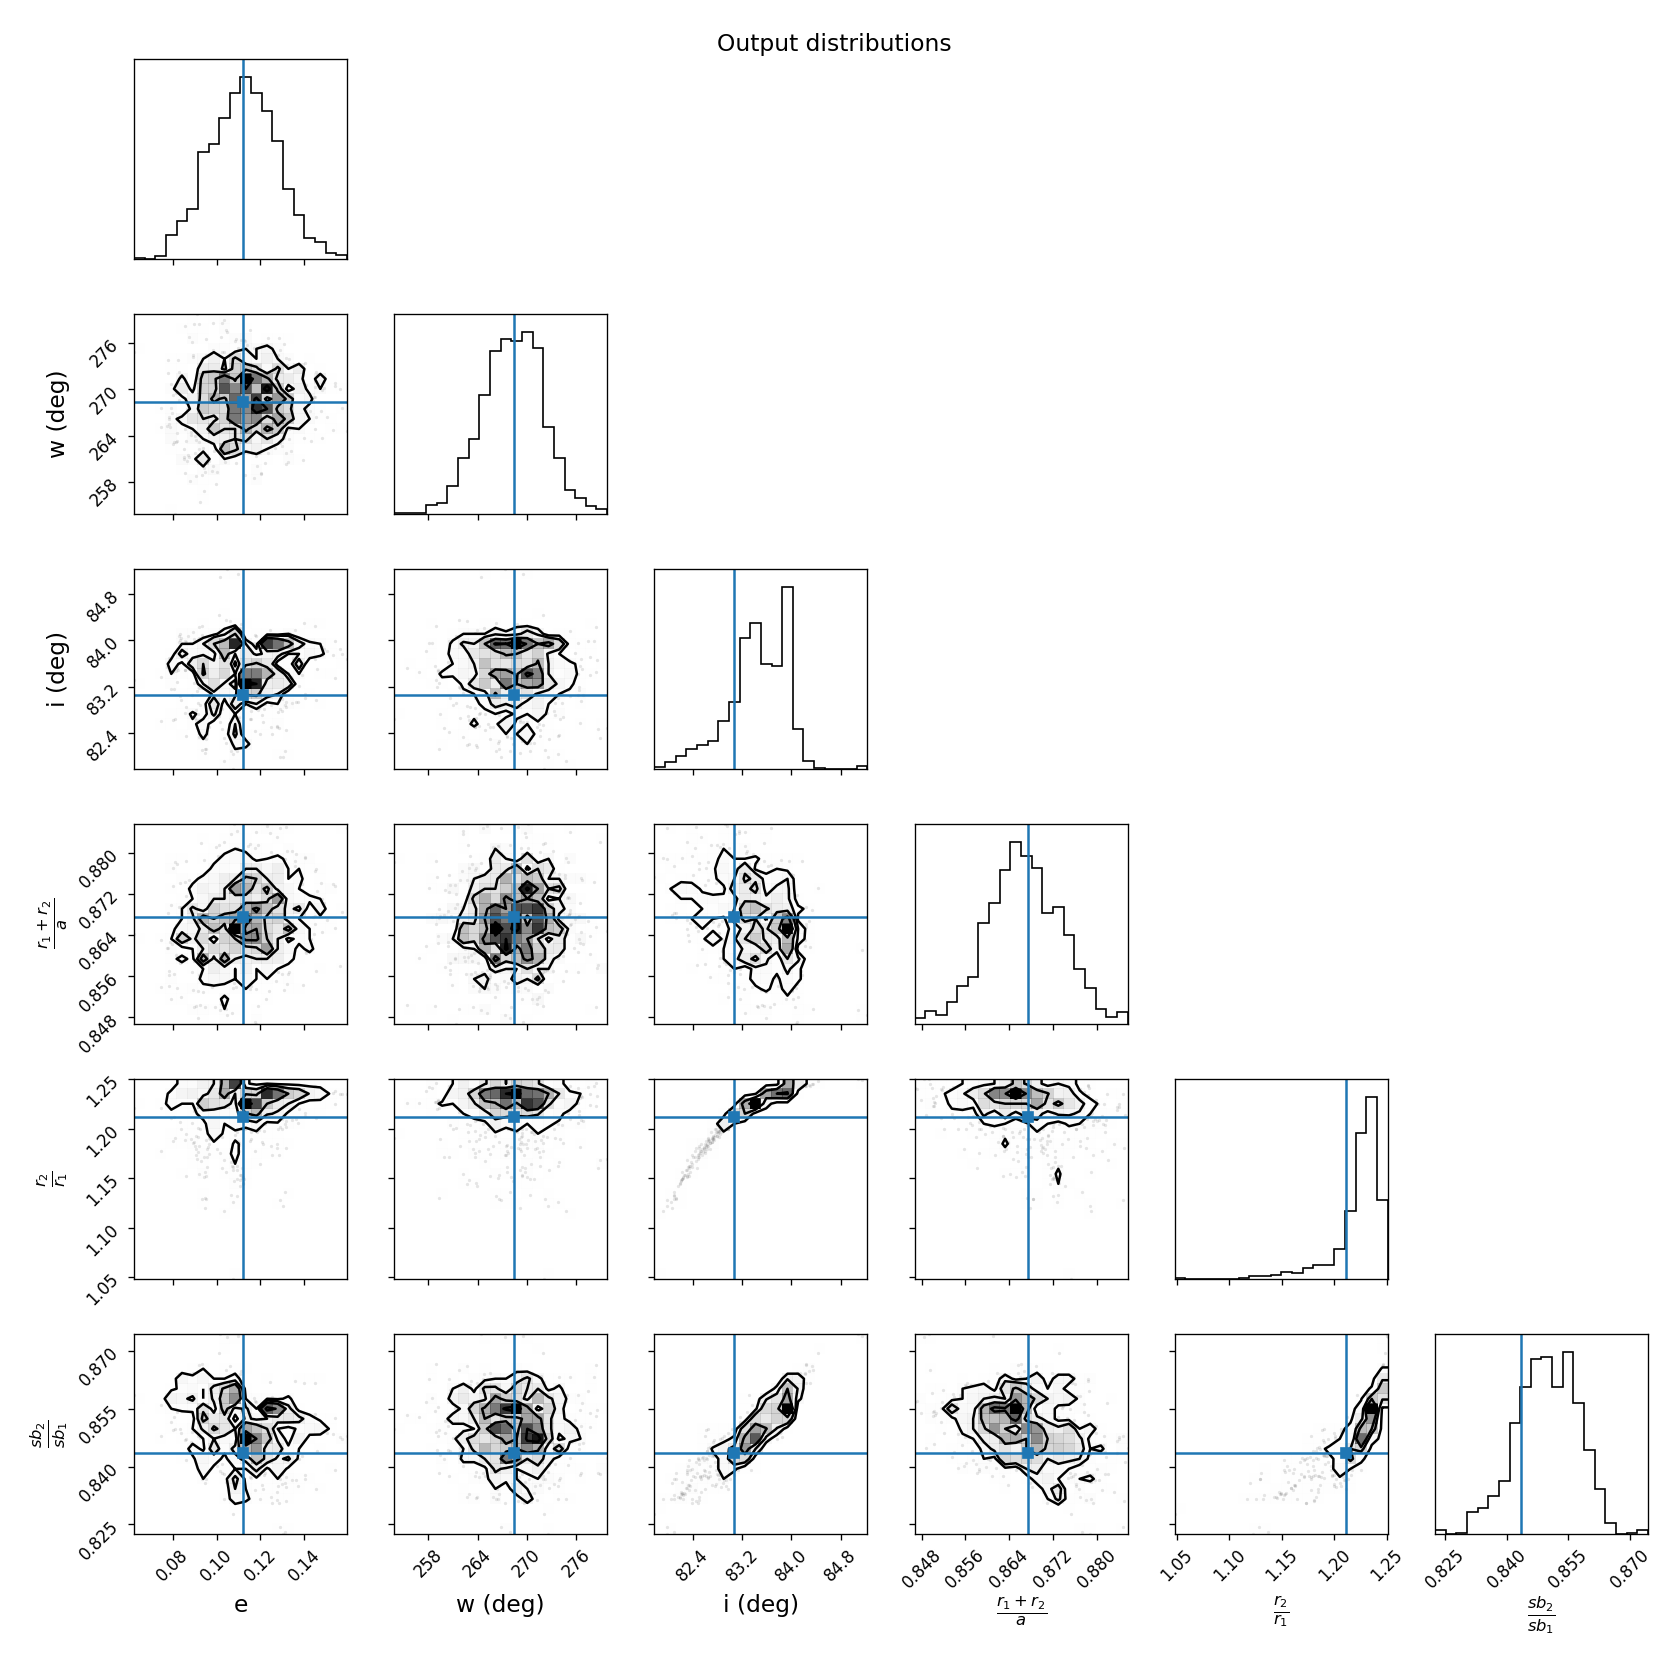 Output distributions
w (deg)
276
270
264
258
i (deg)
84.8
84.0
83.2
82.4
r₁ + r₂
a
0.880
0.872
0.864
0.856
0.848
r₂
r₁
1.25
1.20
1.15
1.10
1.05
sb₂
sb₁
0.870
0.855
0.840
0.825
0.08 0.10 0.12 0.14 258 264 270 276 82.4 83.2 84.0 84.8 0.848 0.856 0.864 0.872 0.880 1.05 1.10 1.15 1.20 1.25 0.825 0.840 0.855 0.870
e w (deg) i (deg)
r₁ + r₂
a
r₂
r₁
sb₂
sb₁